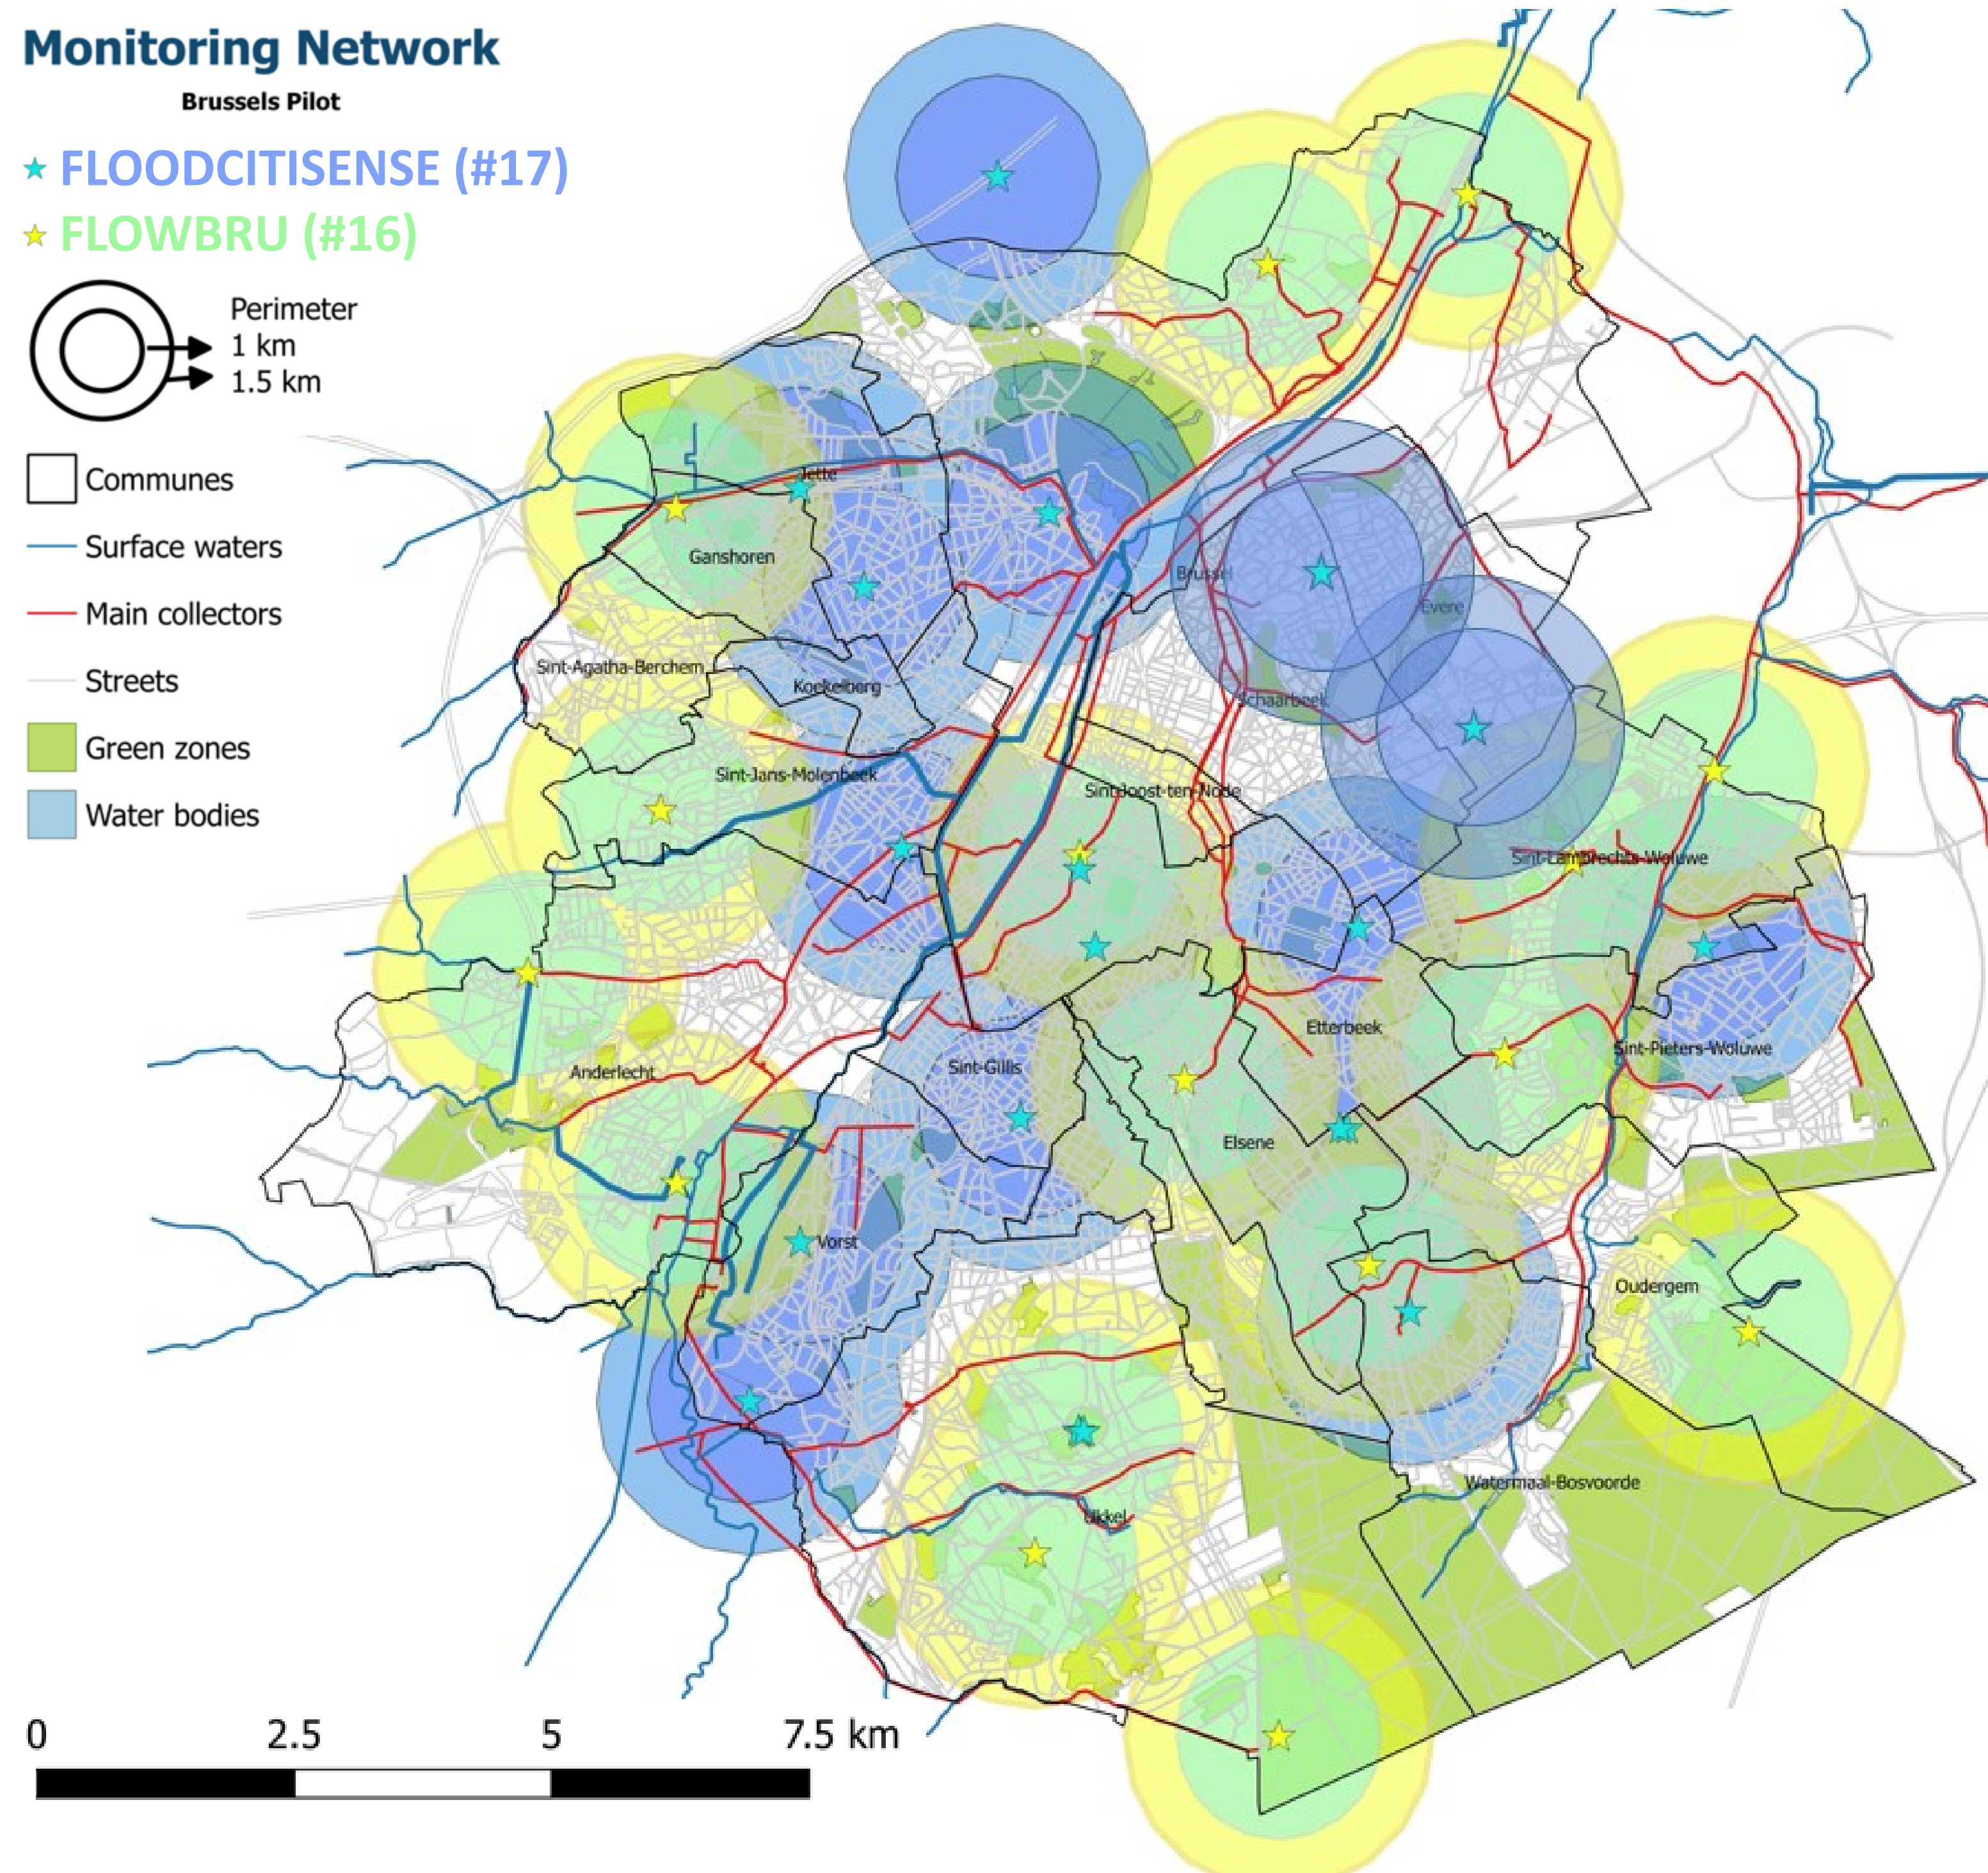 Monitoring Network
Brussels Pilot
FLOODCITISENSE (#17)
FLOWBRU (#16)
Perimeter
1 km
1.5 km
Communes
Surface waters
Main collectors
Streets
Green zones
Water bodies
Jette
Ganshoren
Brussel
Evere
Sint-Agatha-Berchem
Koekelberg
Schaarbeek
Sint-Jans-Molenbeek
Sint-Joost-ten-Node
Sint-Lambrechts-Woluwe
Etterbeek
Sint-Pieters-Woluwe
Sint-Gillis
Anderlecht
Elsene
Vorst
Oudergem
Watermaal-Bosvoorde
Ukkel
0 2.5 5 7.5 km